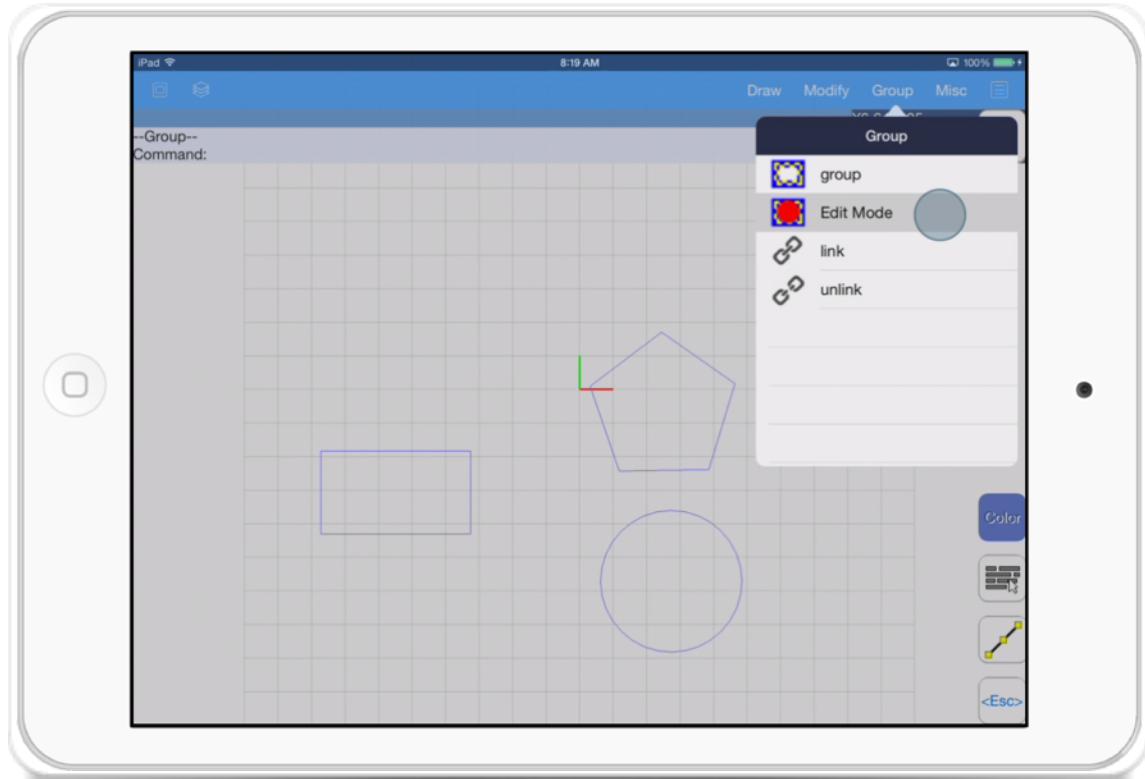 iPad 8:19 AM 100%
Draw Modify Group Misc
--Group--
Command:
Group
group
Edit Mode
link
unlink
Color
<Esc>